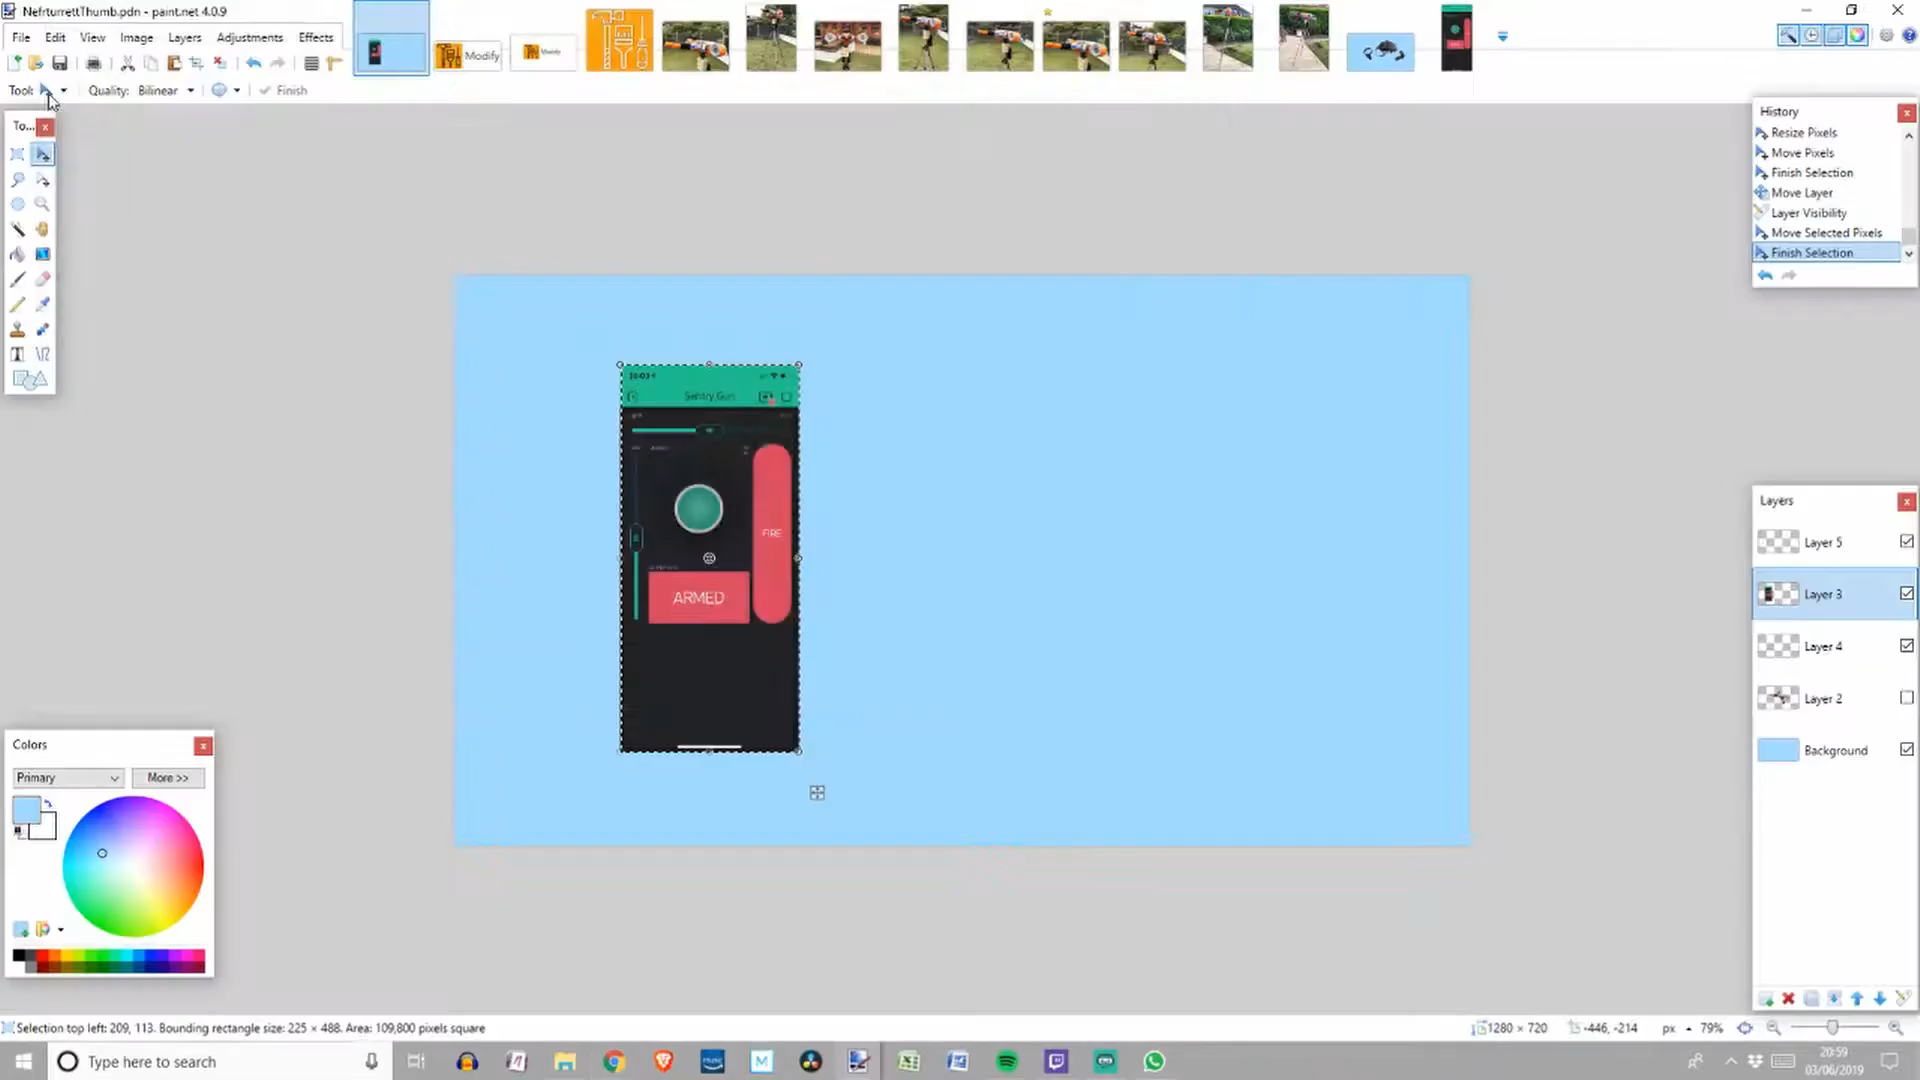 NefrturrettThumb.pdn - paint.net 4.0.9
File Edit View Image Layers Adjustments Effects
Modify
Modify
Tool: Quality: Bilinear Finish
To...
History
Resize Pixels
Move Pixels
Finish Selection
Move Layer
Layer Visibility
Move Selected Pixels
Finish Selection
Sentry Gun
FIRE
ARMED
Layers
Layer 5
Layer 3
Layer 4
Layer 2
Background
Colors
Primary More >>
Selection top left: 209, 113. Bounding rectangle size: 225 × 488. Area: 109,800 pixels square
1280 × 720 -446, -214 px 79%
Type here to search
20:59
03/06/2019